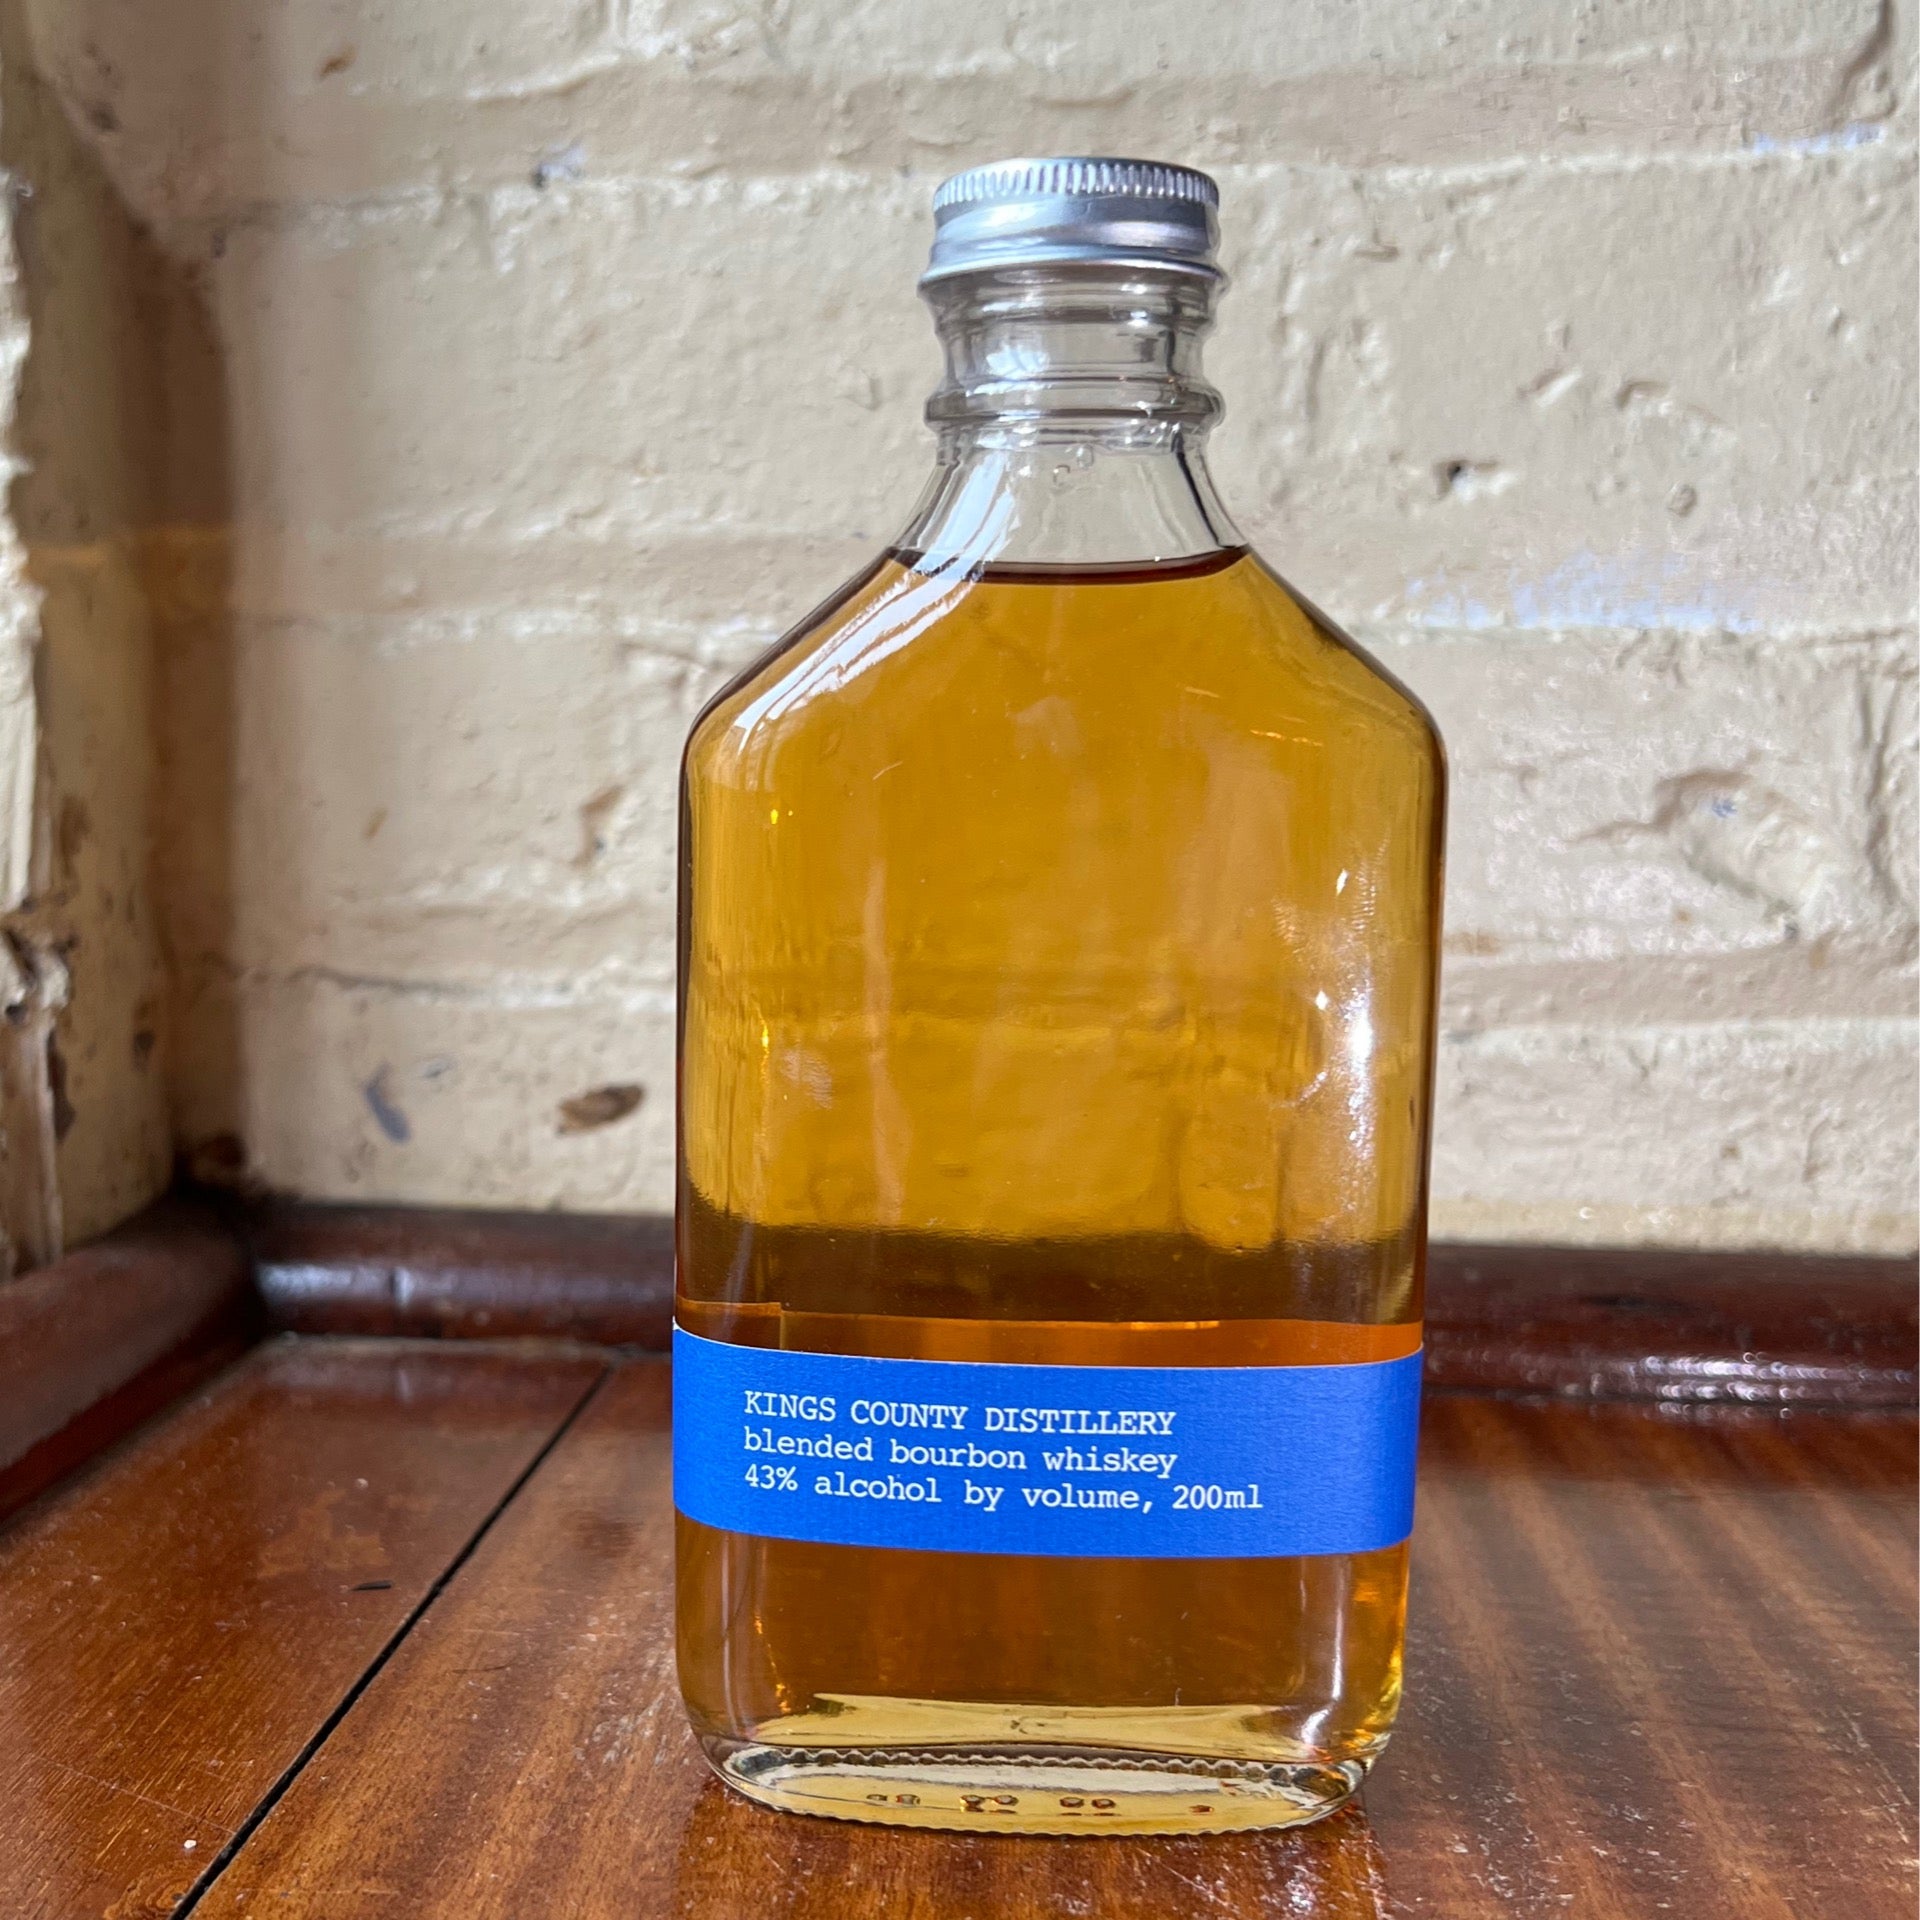 KINGS COUNTY DISTILLERY
blended bourbon whiskey
43% alcohol by volume, 200ml